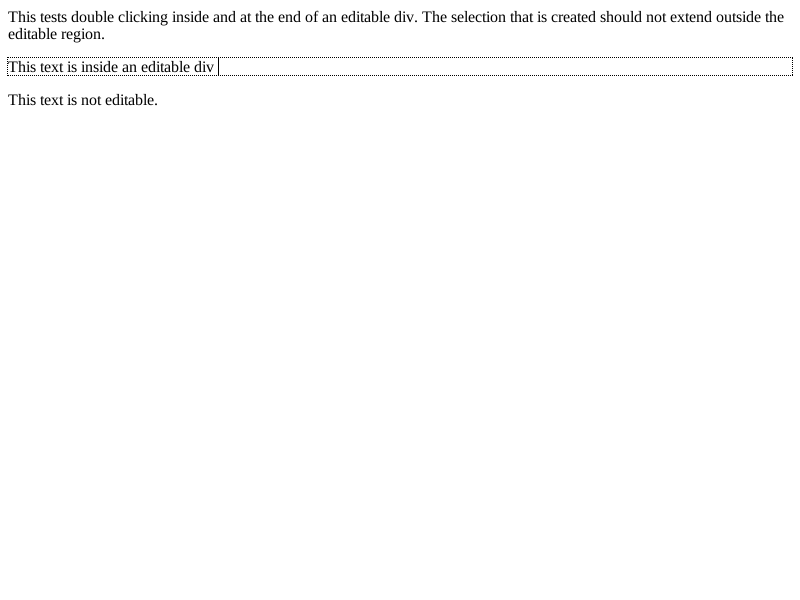 This tests double clicking inside and at the end of an editable div. The selection that is created should not extend outside the
editable region.
This text is inside an editable div
This text is not editable.